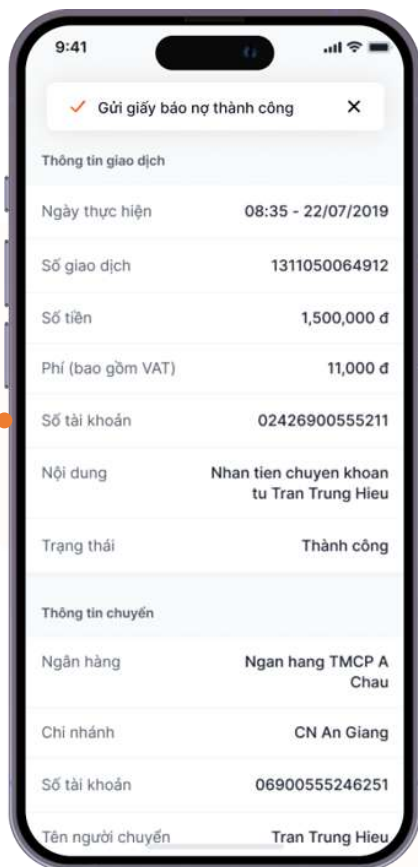 9:41
Gửi giấy báo nợ thành công
Thông tin giao dịch
Ngày thực hiện 08:35 - 22/07/2019
Số giao dịch 1311050064912
Số tiền 1,500,000 đ
Phí (bao gồm VAT) 11,000 đ
Số tài khoản 02426900555211
Nội dung Nhan tien chuyen khoan
tu Tran Trung Hieu
Trạng thái Thành công
Thông tin chuyển
Ngân hàng Ngan hang TMCP A
Chau
Chi nhánh CN An Giang
Số tài khoản 06900555246251
Tên người chuyển Tran Trung Hieu